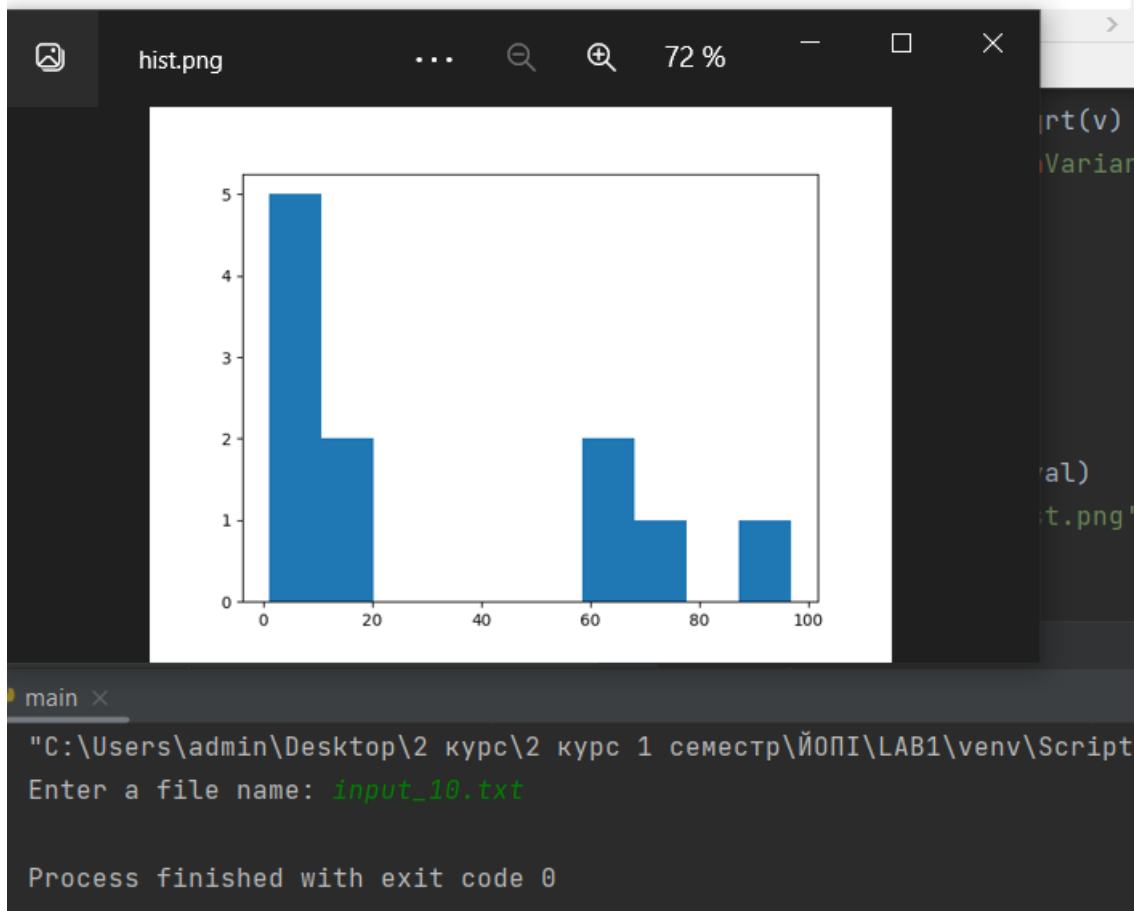 hist.png ... 72 %
rt(v)
Varian
al)
st.png'
5
4
3
2
1
0
0 20 40 60 80 100
main
"C:\Users\admin\Desktop\2 курс\2 курс 1 семестр\ЙОПІ\LAB1\venv\Script
Enter a file name: input_10.txt
Process finished with exit code 0